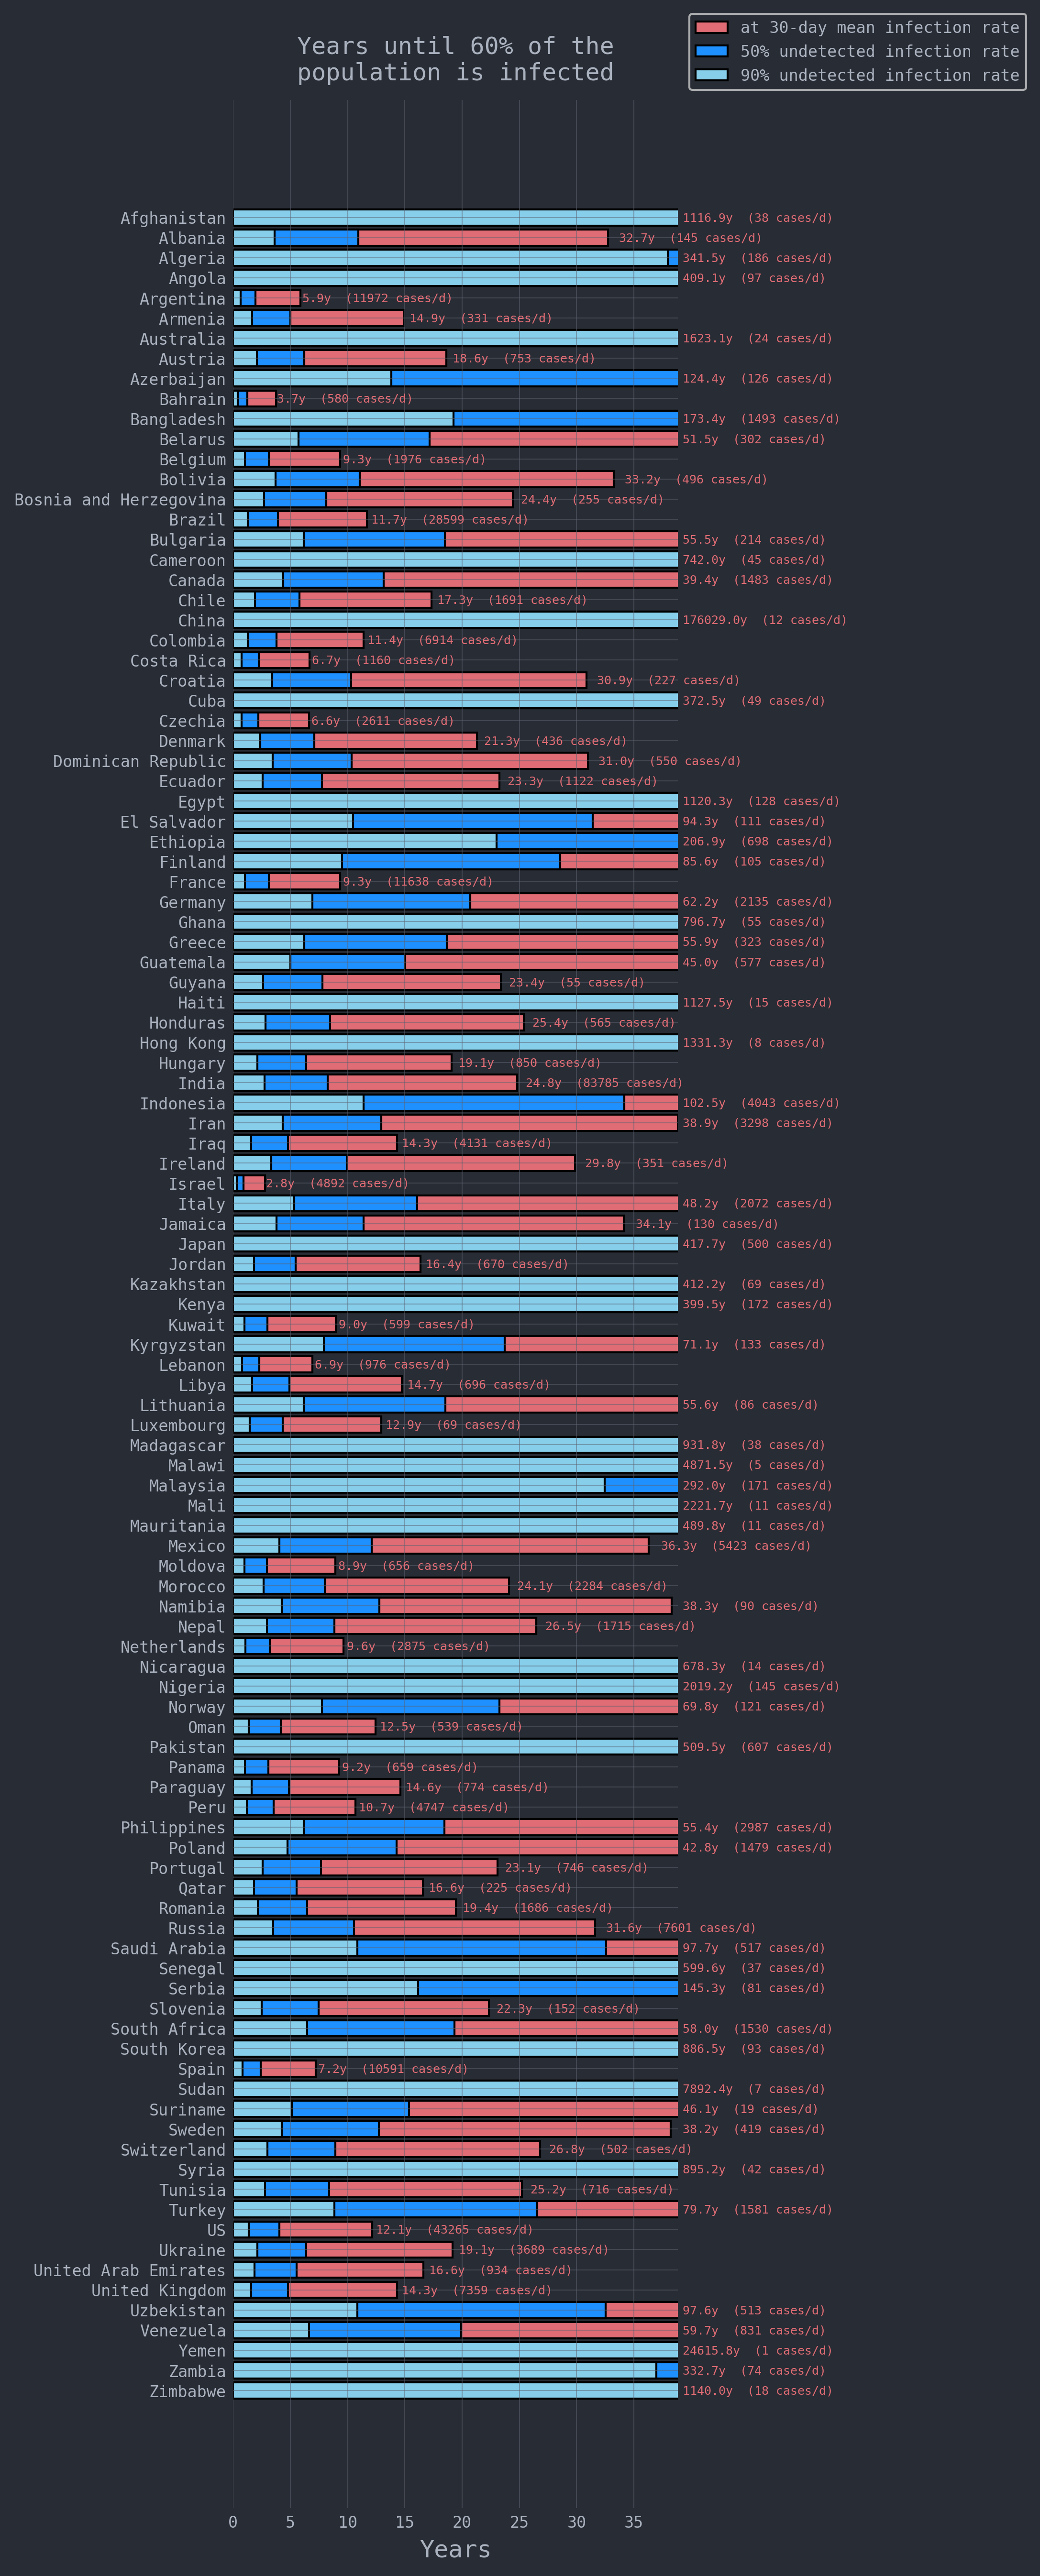 Years until 60% of the
population is infected
at 30-day mean infection rate
50% undetected infection rate
90% undetected infection rate
Afghanistan 1116.9y (38 cases/d)
Albania 32.7y (145 cases/d)
Algeria 341.5y (186 cases/d)
Angola 409.1y (97 cases/d)
Argentina 5.9y (11972 cases/d)
Armenia 14.9y (331 cases/d)
Australia 1623.1y (24 cases/d)
Austria 18.6y (753 cases/d)
Azerbaijan 124.4y (126 cases/d)
Bahrain 3.7y (580 cases/d)
Bangladesh 173.4y (1493 cases/d)
Belarus 51.5y (302 cases/d)
Belgium 9.3y (1976 cases/d)
Bolivia 33.2y (496 cases/d)
Bosnia and Herzegovina 24.4y (255 cases/d)
Brazil 11.7y (28599 cases/d)
Bulgaria 55.5y (214 cases/d)
Cameroon 742.0y (45 cases/d)
Canada 39.4y (1483 cases/d)
Chile 17.3y (1691 cases/d)
China 176029.0y (12 cases/d)
Colombia 11.4y (6914 cases/d)
Costa Rica 6.7y (1160 cases/d)
Croatia 30.9y (227 cases/d)
Cuba 372.5y (49 cases/d)
Czechia 6.6y (2611 cases/d)
Denmark 21.3y (436 cases/d)
Dominican Republic 31.0y (550 cases/d)
Ecuador 23.3y (1122 cases/d)
Egypt 1120.3y (128 cases/d)
El Salvador 94.3y (111 cases/d)
Ethiopia 206.9y (698 cases/d)
Finland 85.6y (105 cases/d)
France 9.3y (11638 cases/d)
Germany 62.2y (2135 cases/d)
Ghana 796.7y (55 cases/d)
Greece 55.9y (323 cases/d)
Guatemala 45.0y (577 cases/d)
Guyana 23.4y (55 cases/d)
Haiti 1127.5y (15 cases/d)
Honduras 25.4y (565 cases/d)
Hong Kong 1331.3y (8 cases/d)
Hungary 19.1y (850 cases/d)
India 24.8y (83785 cases/d)
Indonesia 102.5y (4043 cases/d)
Iran 38.9y (3298 cases/d)
Iraq 14.3y (4131 cases/d)
Ireland 29.8y (351 cases/d)
Israel 2.8y (4892 cases/d)
Italy 48.2y (2072 cases/d)
Jamaica 34.1y (130 cases/d)
Japan 417.7y (500 cases/d)
Jordan 16.4y (670 cases/d)
Kazakhstan 412.2y (69 cases/d)
Kenya 399.5y (172 cases/d)
Kuwait 9.0y (599 cases/d)
Kyrgyzstan 71.1y (133 cases/d)
Lebanon 6.9y (976 cases/d)
Libya 14.7y (696 cases/d)
Lithuania 55.6y (86 cases/d)
Luxembourg 12.9y (69 cases/d)
Madagascar 931.8y (38 cases/d)
Malawi 4871.5y (5 cases/d)
Malaysia 292.0y (171 cases/d)
Mali 2221.7y (11 cases/d)
Mauritania 489.8y (11 cases/d)
Mexico 36.3y (5423 cases/d)
Moldova 8.9y (656 cases/d)
Morocco 24.1y (2284 cases/d)
Namibia 38.3y (90 cases/d)
Nepal 26.5y (1715 cases/d)
Netherlands 9.6y (2875 cases/d)
Nicaragua 678.3y (14 cases/d)
Nigeria 2019.2y (145 cases/d)
Norway 69.8y (121 cases/d)
Oman 12.5y (539 cases/d)
Pakistan 509.5y (607 cases/d)
Panama 9.2y (659 cases/d)
Paraguay 14.6y (774 cases/d)
Peru 10.7y (4747 cases/d)
Philippines 55.4y (2987 cases/d)
Poland 42.8y (1479 cases/d)
Portugal 23.1y (746 cases/d)
Qatar 16.6y (225 cases/d)
Romania 19.4y (1686 cases/d)
Russia 31.6y (7601 cases/d)
Saudi Arabia 97.7y (517 cases/d)
Senegal 599.6y (37 cases/d)
Serbia 145.3y (81 cases/d)
Slovenia 22.3y (152 cases/d)
South Africa 58.0y (1530 cases/d)
South Korea 886.5y (93 cases/d)
Spain 7.2y (10591 cases/d)
Sudan 7892.4y (7 cases/d)
Suriname 46.1y (19 cases/d)
Sweden 38.2y (419 cases/d)
Switzerland 26.8y (502 cases/d)
Syria 895.2y (42 cases/d)
Tunisia 25.2y (716 cases/d)
Turkey 79.7y (1581 cases/d)
US 12.1y (43265 cases/d)
Ukraine 19.1y (3689 cases/d)
United Arab Emirates 16.6y (934 cases/d)
United Kingdom 14.3y (7359 cases/d)
Uzbekistan 97.6y (513 cases/d)
Venezuela 59.7y (831 cases/d)
Yemen 24615.8y (1 cases/d)
Zambia 332.7y (74 cases/d)
Zimbabwe 1140.0y (18 cases/d)
0 5 10 15 20 25 30 35
Years